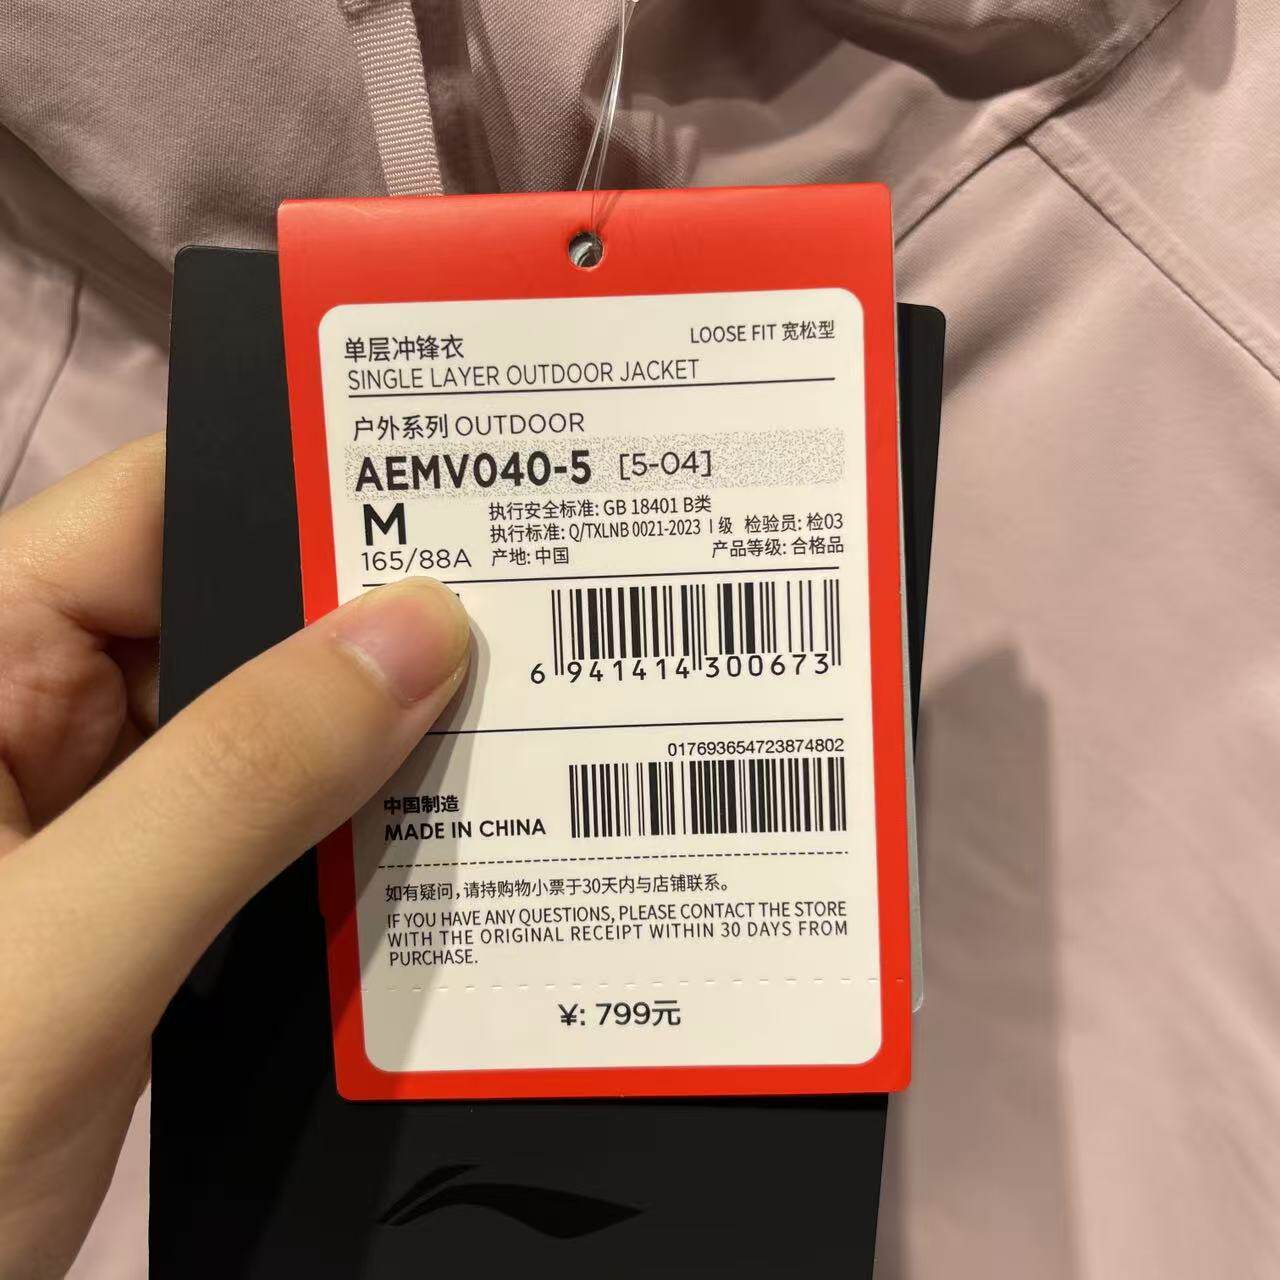 单层冲锋衣
LOOSE FIT 宽松型
SINGLE LAYER OUTDOOR JACKET
户外系列 OUTDOOR
AEMV040-5 [5-04]
M
165/88A
执行安全标准: GB 18401 B类
执行标准: Q/TXLNB 0021-2023 I级 检验员: 检03
产地: 中国 产品等级: 合格品
6 941414 300673
017693654723874802
中国制造
MADE IN CHINA
如有疑问,请持购物小票于30天内与店铺联系。
IF YOU HAVE ANY QUESTIONS, PLEASE CONTACT THE STORE
WITH THE ORIGINAL RECEIPT WITHIN 30 DAYS FROM
PURCHASE.
¥: 799元